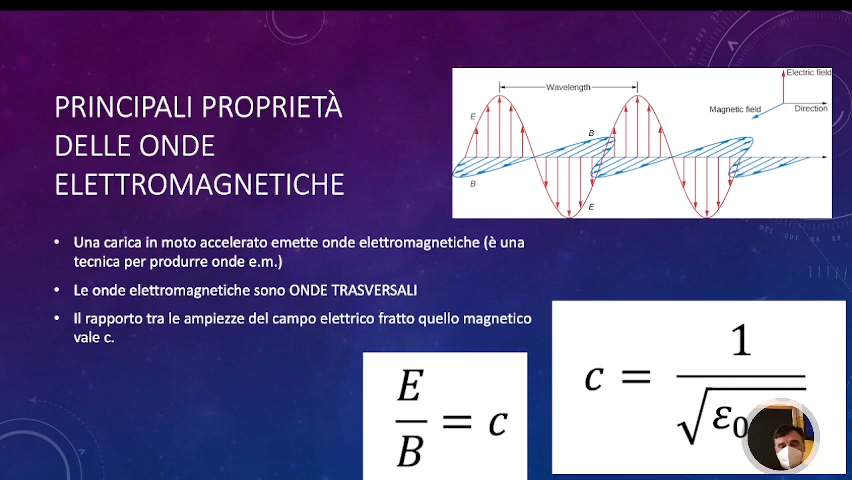 PRINCIPALI PROPRIETÀ
DELLE ONDE
ELETTROMAGNETICHE
Wavelength
Electric field
Magnetic field
Direction
E
B
B
E
• Una carica in moto accelerato emette onde elettromagnetiche (è una
tecnica per produrre onde e.m.)
• Le onde elettromagnetiche sono ONDE TRASVERSALI
• Il rapporto tra le ampiezze del campo elettrico fratto quello magnetico
vale c.
E
B
= c
c =
1
√ε₀